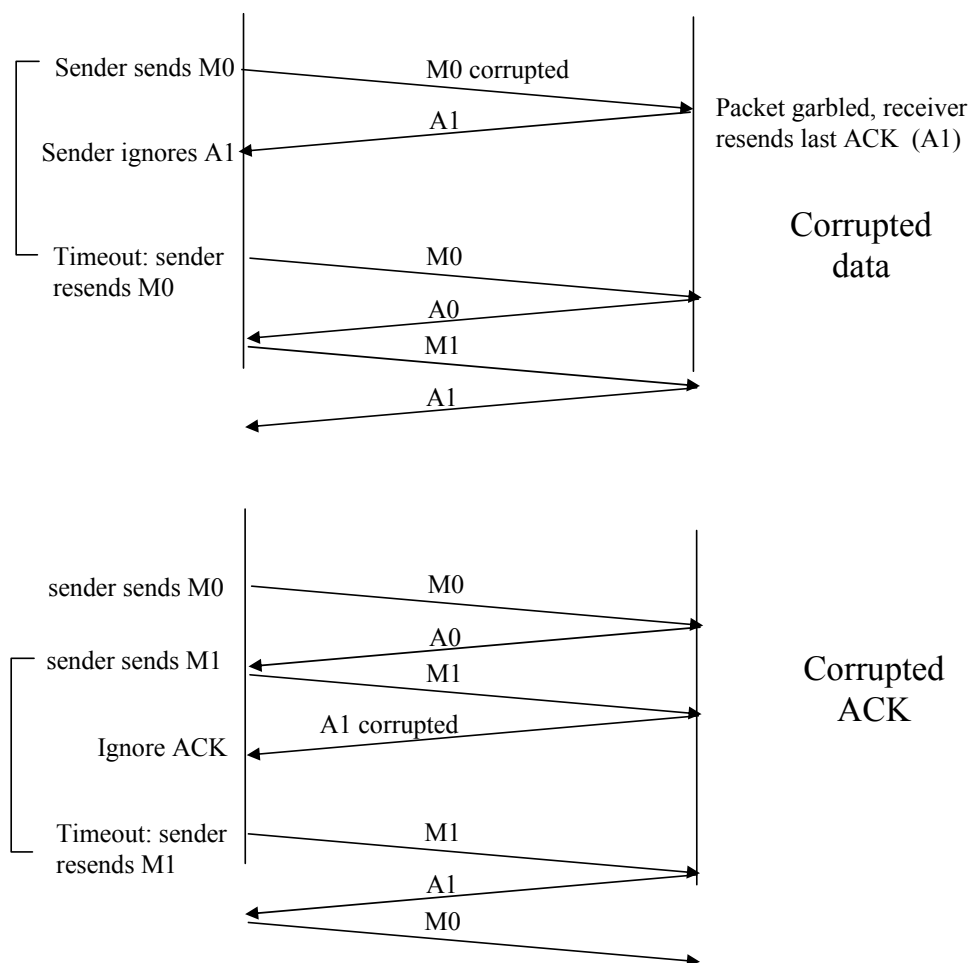 Sender sends M0
M0 corrupted
Packet garbled, receiver
resends last ACK (A1)
A1
Sender ignores A1
Corrupted
data
Timeout: sender
resends M0
M0
A0
M1
A1
sender sends M0
M0
A0
sender sends M1
M1
Corrupted
ACK
A1 corrupted
Ignore ACK
Timeout: sender
resends M1
M1
A1
M0